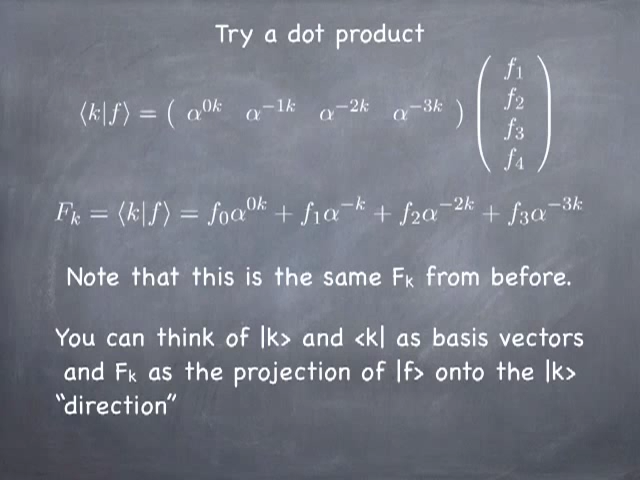 Try a dot product
⟨k|f⟩ = ( α^{0k} α^{−1k} α^{−2k} α^{−3k} ) ( f₁ f₂ f₃ f₄ )
F_k = ⟨k|f⟩ = f₀α^{0k} + f₁α^{−k} + f₂α^{−2k} + f₃α^{−3k}
Note that this is the same F_k from before.
You can think of |k> and <k| as basis vectors
and F_k as the projection of |f> onto the |k>
“direction”